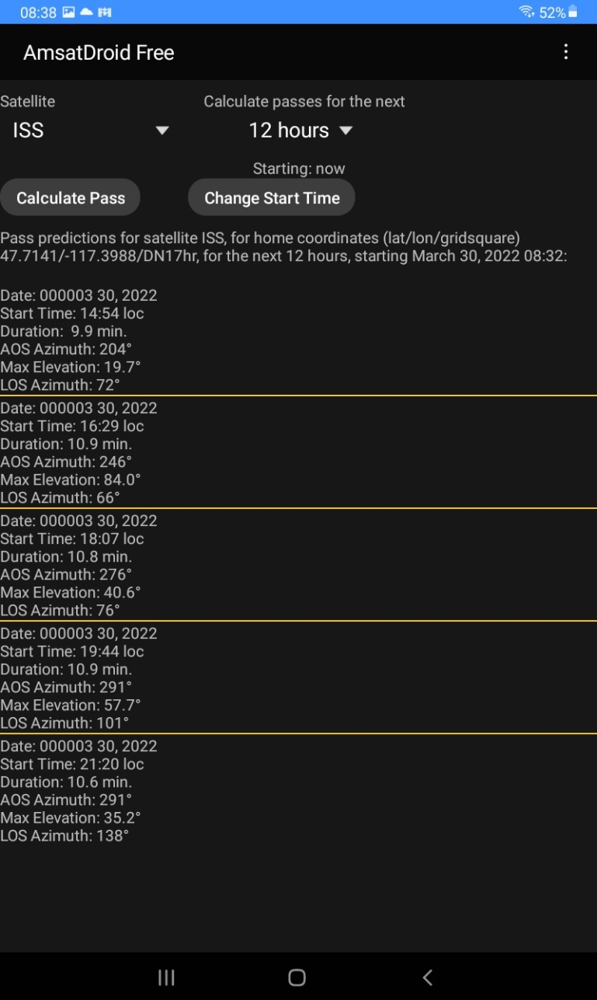 08:38 52%
AmsatDroid Free
Satellite Calculate passes for the next
ISS 12 hours
Starting: now
Calculate Pass Change Start Time
Pass predictions for satellite ISS, for home coordinates (lat/lon/gridsquare)
47.7141/-117.3988/DN17hr, for the next 12 hours, starting March 30, 2022 08:32:
Date: 000003 30, 2022
Start Time: 14:54 loc
Duration:  9.9 min.
AOS Azimuth: 204°
Max Elevation: 19.7°
LOS Azimuth: 72°
Date: 000003 30, 2022
Start Time: 16:29 loc
Duration: 10.9 min.
AOS Azimuth: 246°
Max Elevation: 84.0°
LOS Azimuth: 66°
Date: 000003 30, 2022
Start Time: 18:07 loc
Duration: 10.8 min.
AOS Azimuth: 276°
Max Elevation: 40.6°
LOS Azimuth: 76°
Date: 000003 30, 2022
Start Time: 19:44 loc
Duration: 10.9 min.
AOS Azimuth: 291°
Max Elevation: 57.7°
LOS Azimuth: 101°
Date: 000003 30, 2022
Start Time: 21:20 loc
Duration: 10.6 min.
AOS Azimuth: 291°
Max Elevation: 35.2°
LOS Azimuth: 138°